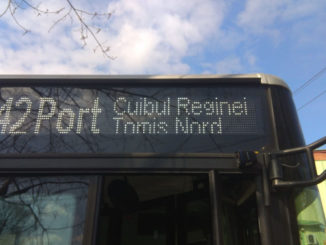 42 Port Cuibul Reginei
Tomis Nord